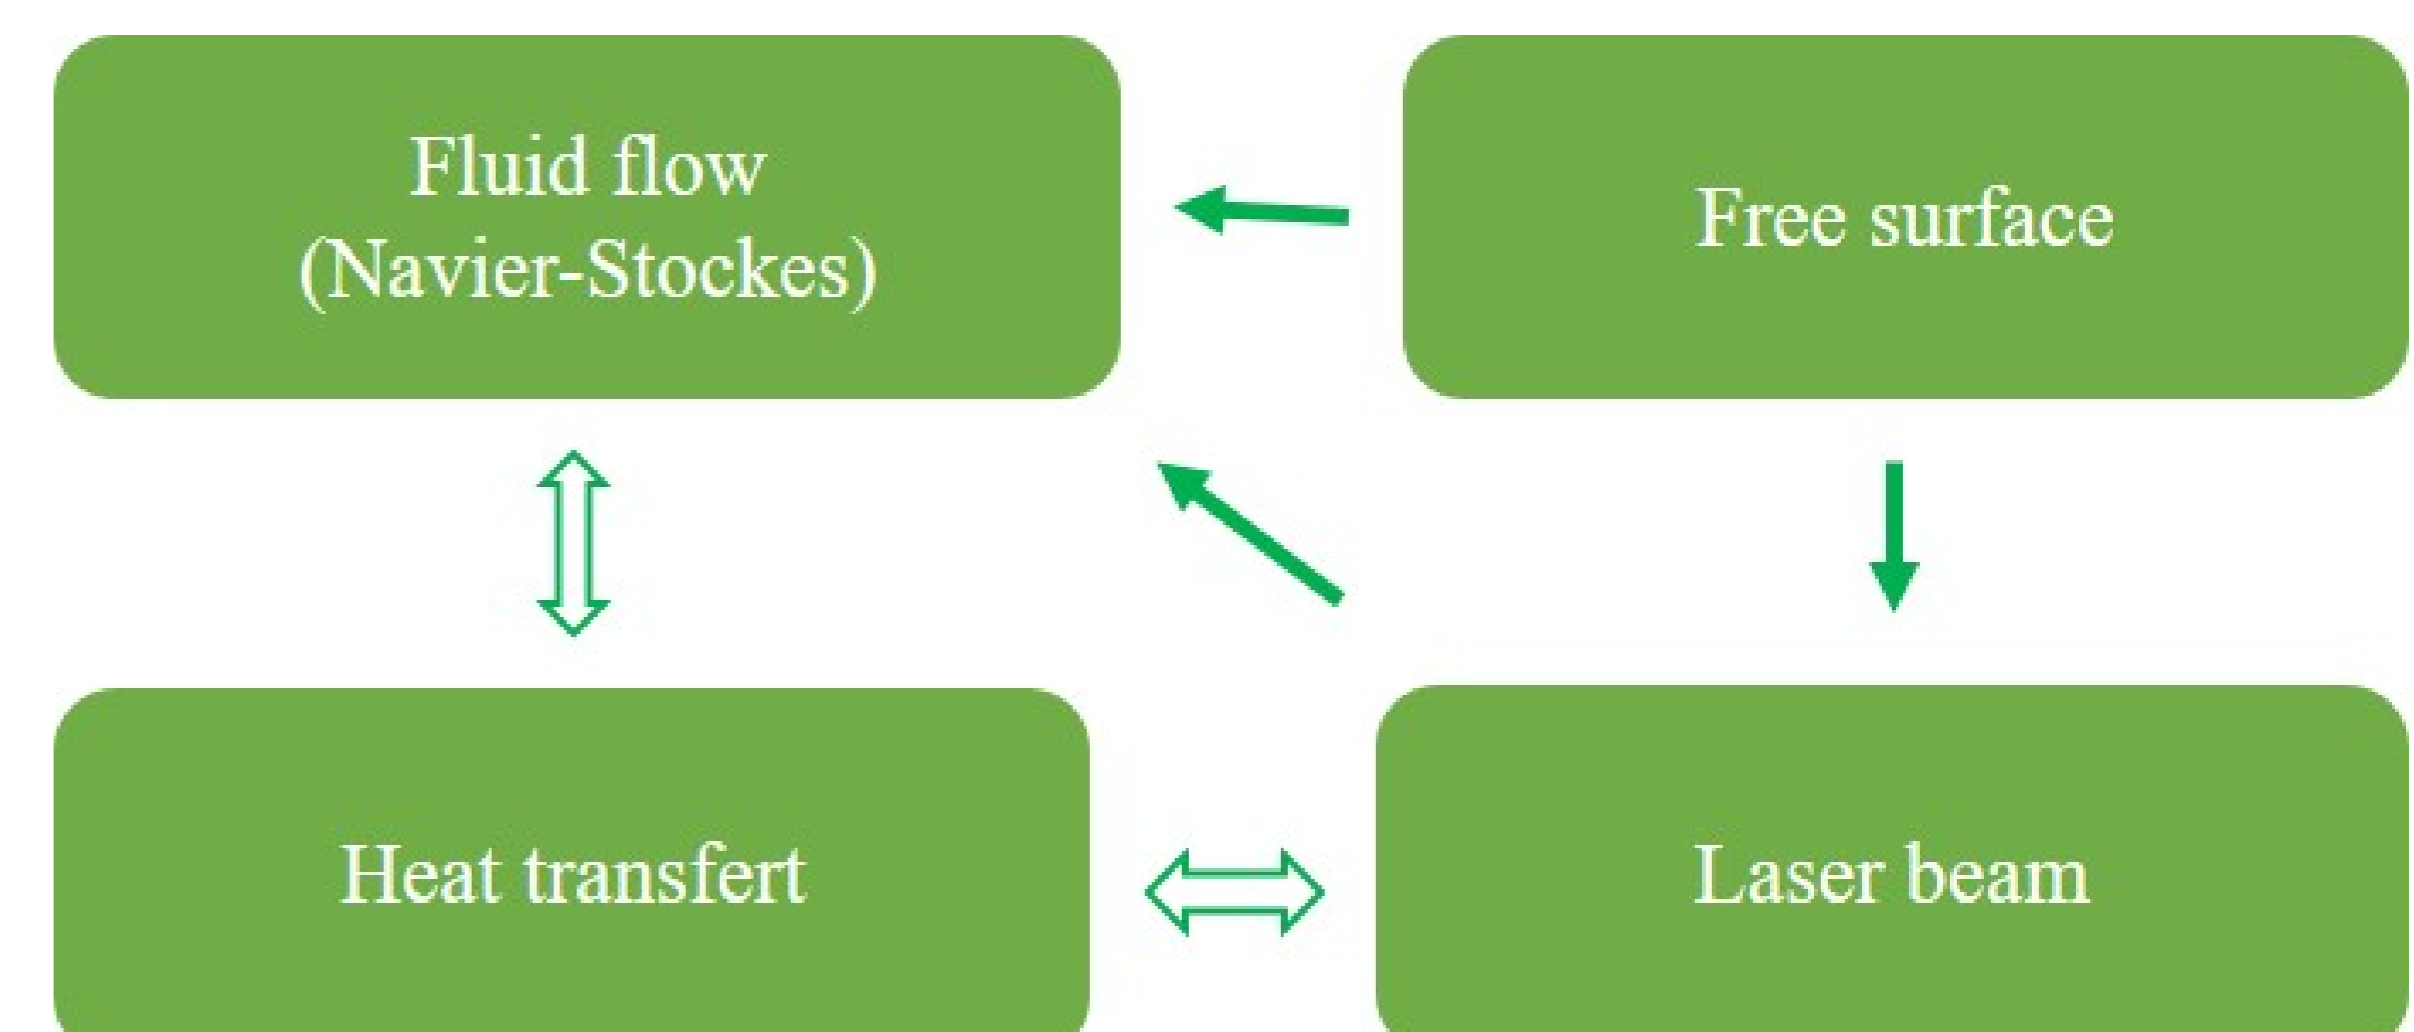 Fluid flow
(Navier-Stockes)
Free surface
Heat transfert
Laser beam